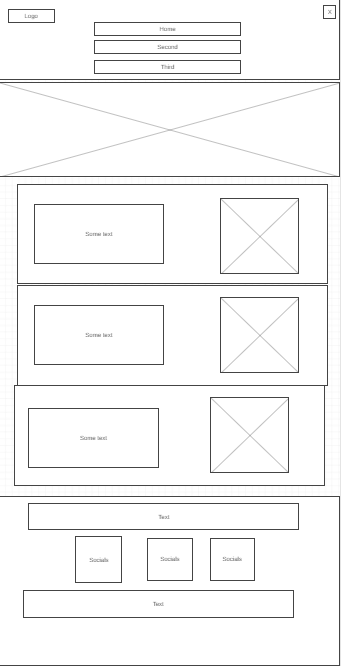 Logo
X
Home
Second
Third
Some text
Some text
Some text
Text
Socials
Socials
Socials
Text